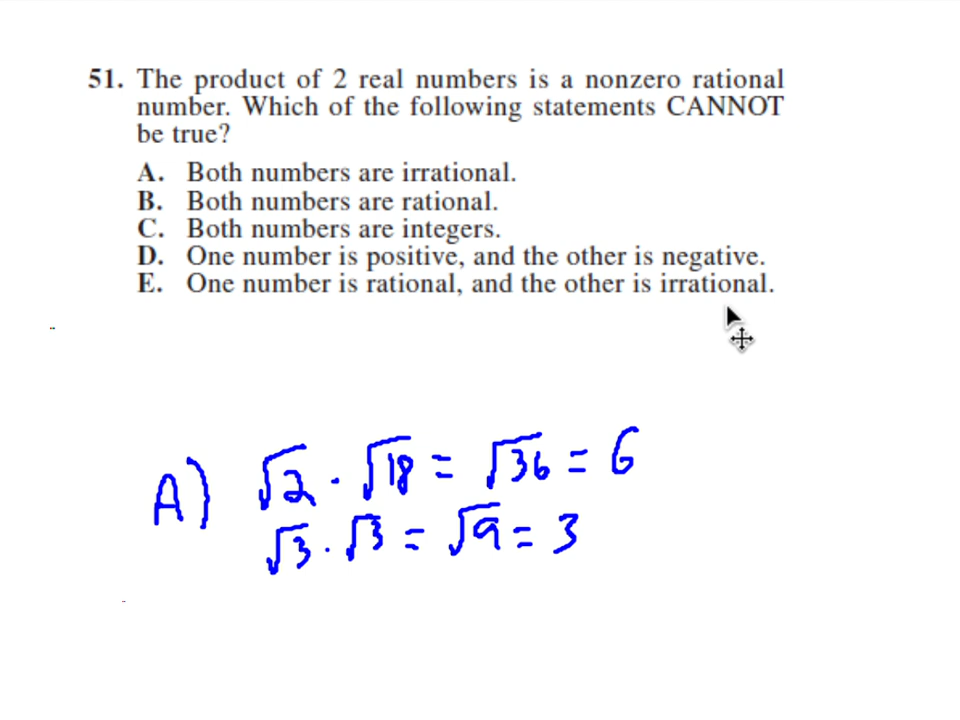 51. The product of 2 real numbers is a nonzero rational
number. Which of the following statements CANNOT
be true?
A. Both numbers are irrational.
B. Both numbers are rational.
C. Both numbers are integers.
D. One number is positive, and the other is negative.
E. One number is rational, and the other is irrational.
A) √2 · √18 = √36 = 6
√3 · √3 = √9 = 3